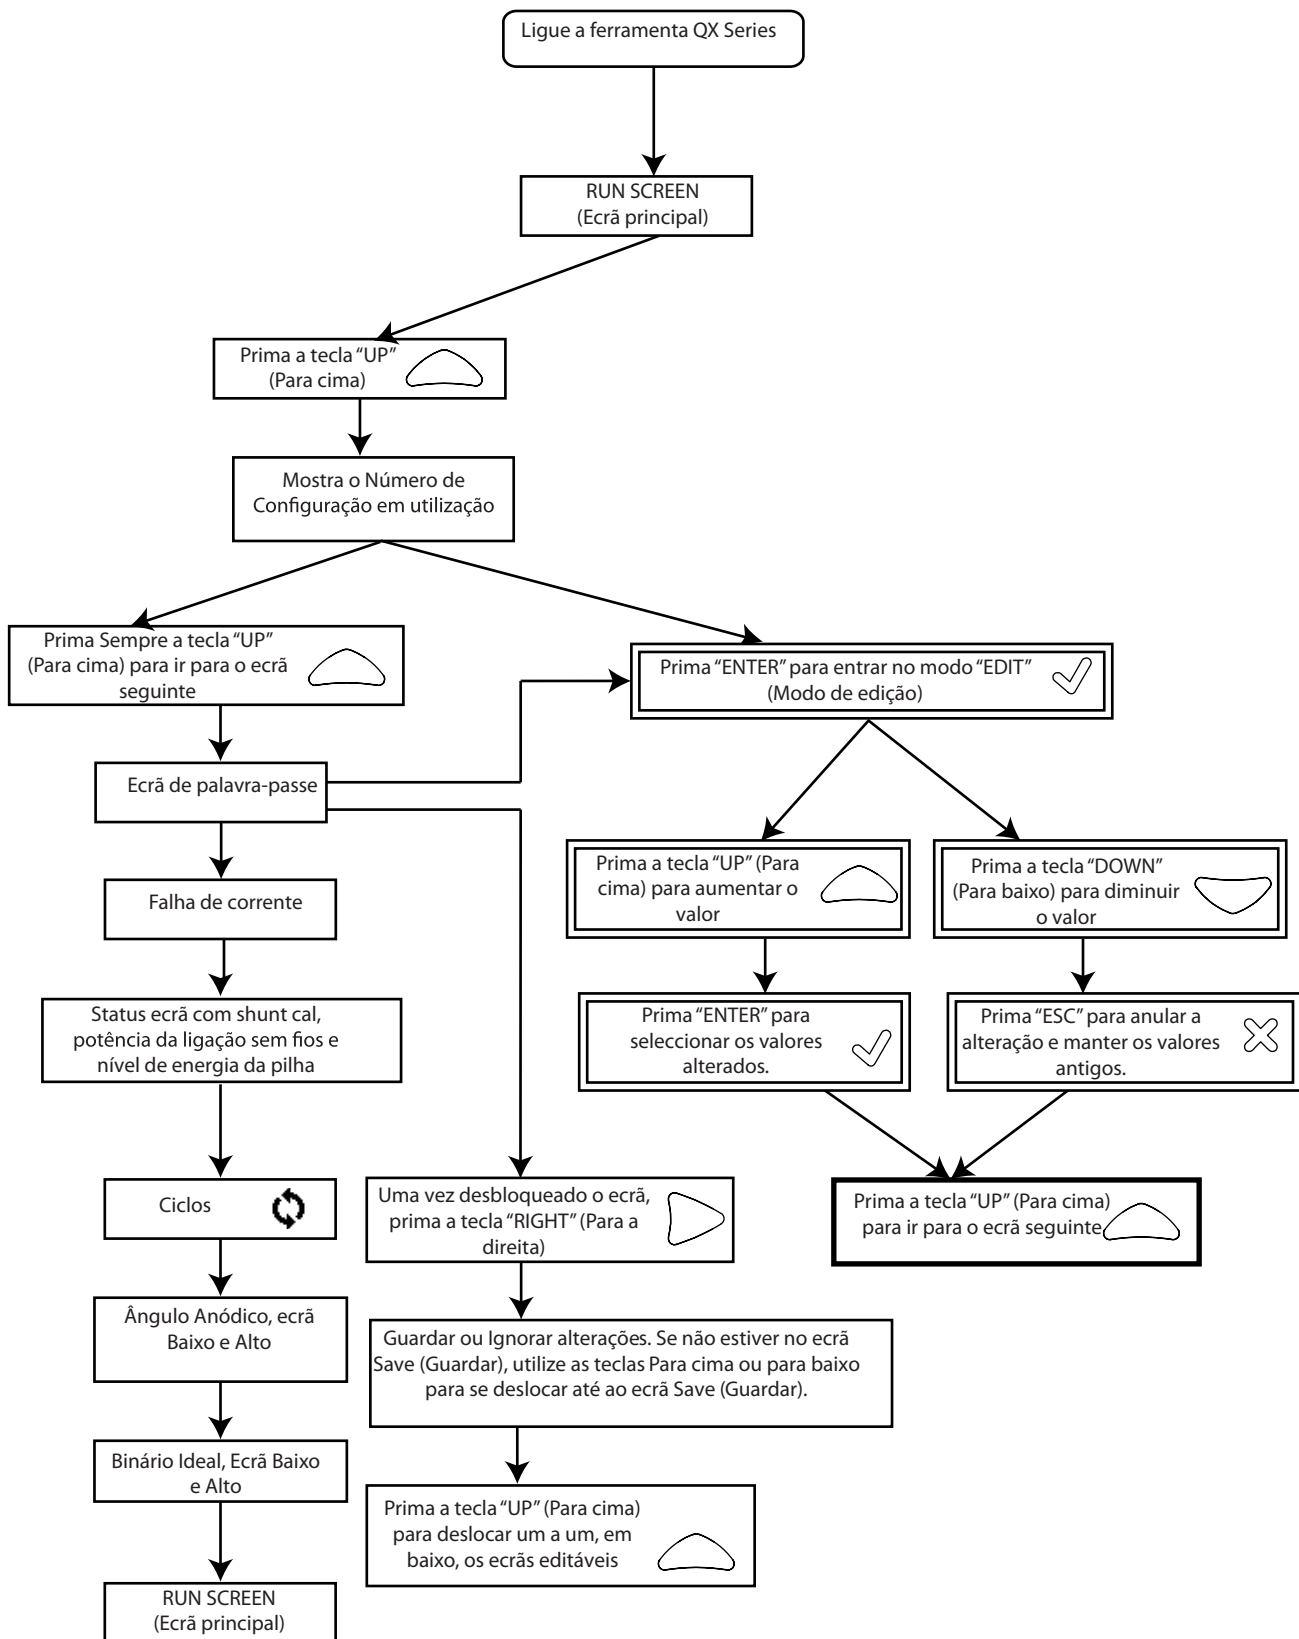 Ligue a ferramenta QX Series
RUN SCREEN
(Ecrã principal)
Prima a tecla “UP”
(Para cima)
Mostra o Número de
Configuração em utilização
Prima Sempre a tecla “UP”
(Para cima) para ir para o ecrã
seguinte
Prima “ENTER” para entrar no modo “EDIT”
(Modo de edição)
Ecrã de palavra-passe
Prima a tecla “UP” (Para
cima) para aumentar o
valor
Prima a tecla “DOWN”
(Para baixo) para diminuir
o valor
Falha de corrente
Status ecrã com shunt cal,
potência da ligação sem fios e
nível de energia da pilha
Prima “ENTER” para
seleccionar os valores
alterados.
Prima “ESC” para anular a
alteração e manter os valores
antigos.
Ciclos
Uma vez desbloqueado o ecrã,
prima a tecla “RIGHT” (Para a
direita)
Prima a tecla “UP” (Para cima)
para ir para o ecrã seguinte
Ângulo Anódico, ecrã
Baixo e Alto
Guardar ou Ignorar alterações. Se não estiver no ecrã
Save (Guardar), utilize as teclas Para cima ou para baixo
para se deslocar até ao ecrã Save (Guardar).
Binário Ideal, Ecrã Baixo
e Alto
Prima a tecla “UP” (Para cima)
para deslocar um a um, em
baixo, os ecrãs editáveis
RUN SCREEN
(Ecrã principal)